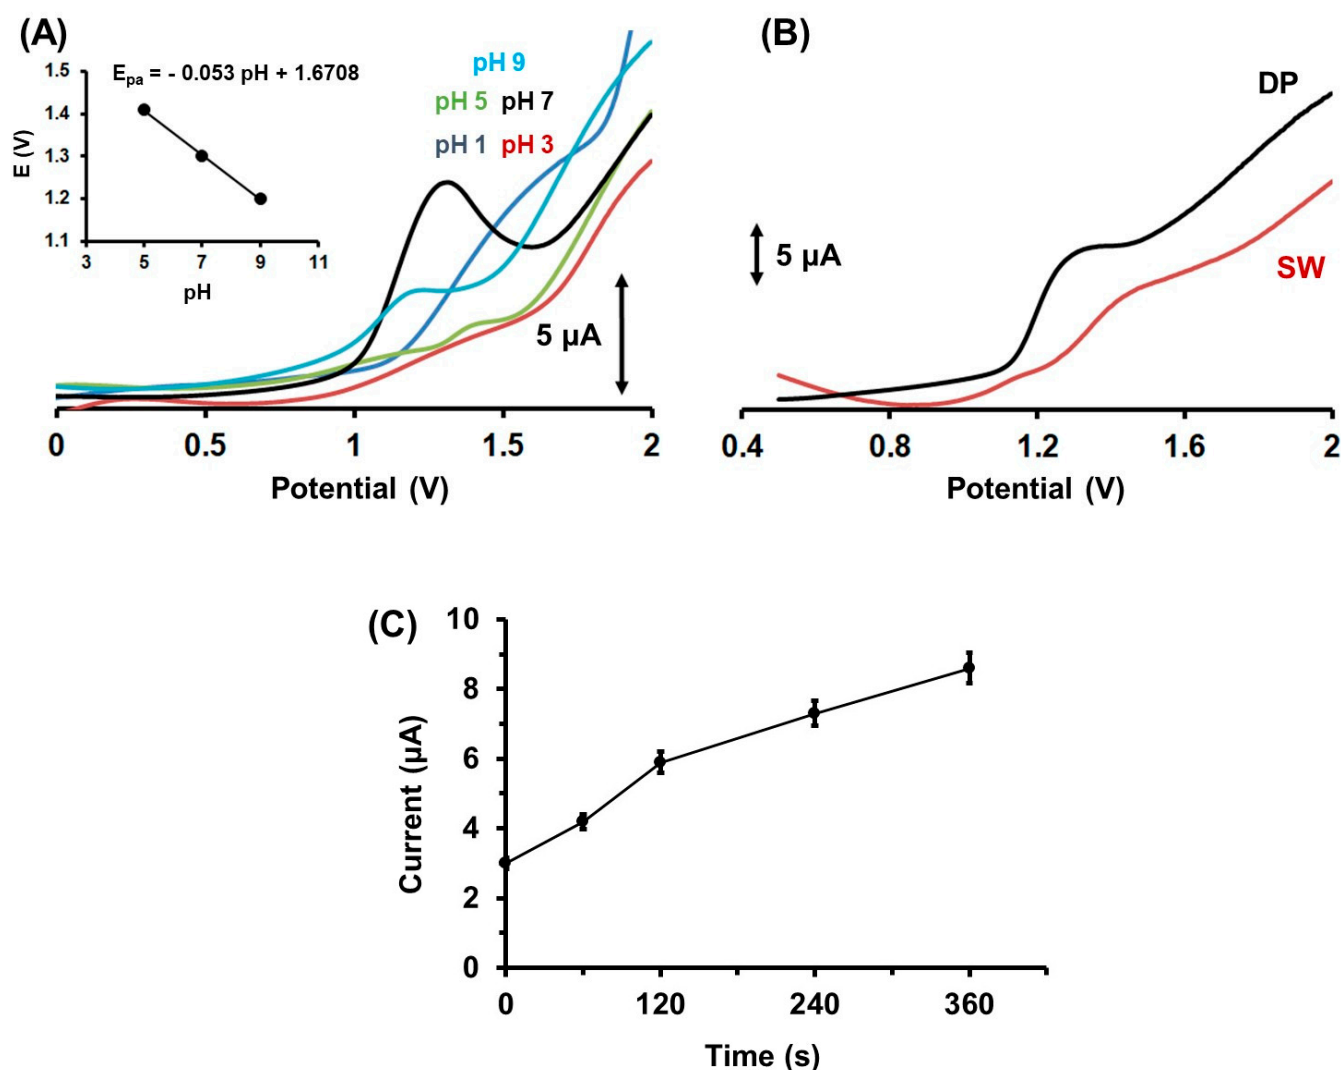 (A)
E_pa = - 0.053 pH + 1.6708
1.5
1.4
1.3
1.2
1.1
E (V)
3 5 7 9 11
pH
pH 9
pH 5 pH 7
pH 1 pH 3
5 µA
0 0.5 1 1.5 2
Potential (V)
(B)
DP
5 µA
SW
0.4 0.8 1.2 1.6 2
Potential (V)
(C)
10
8
6
4
2
0
Current (µA)
0 120 240 360
Time (s)